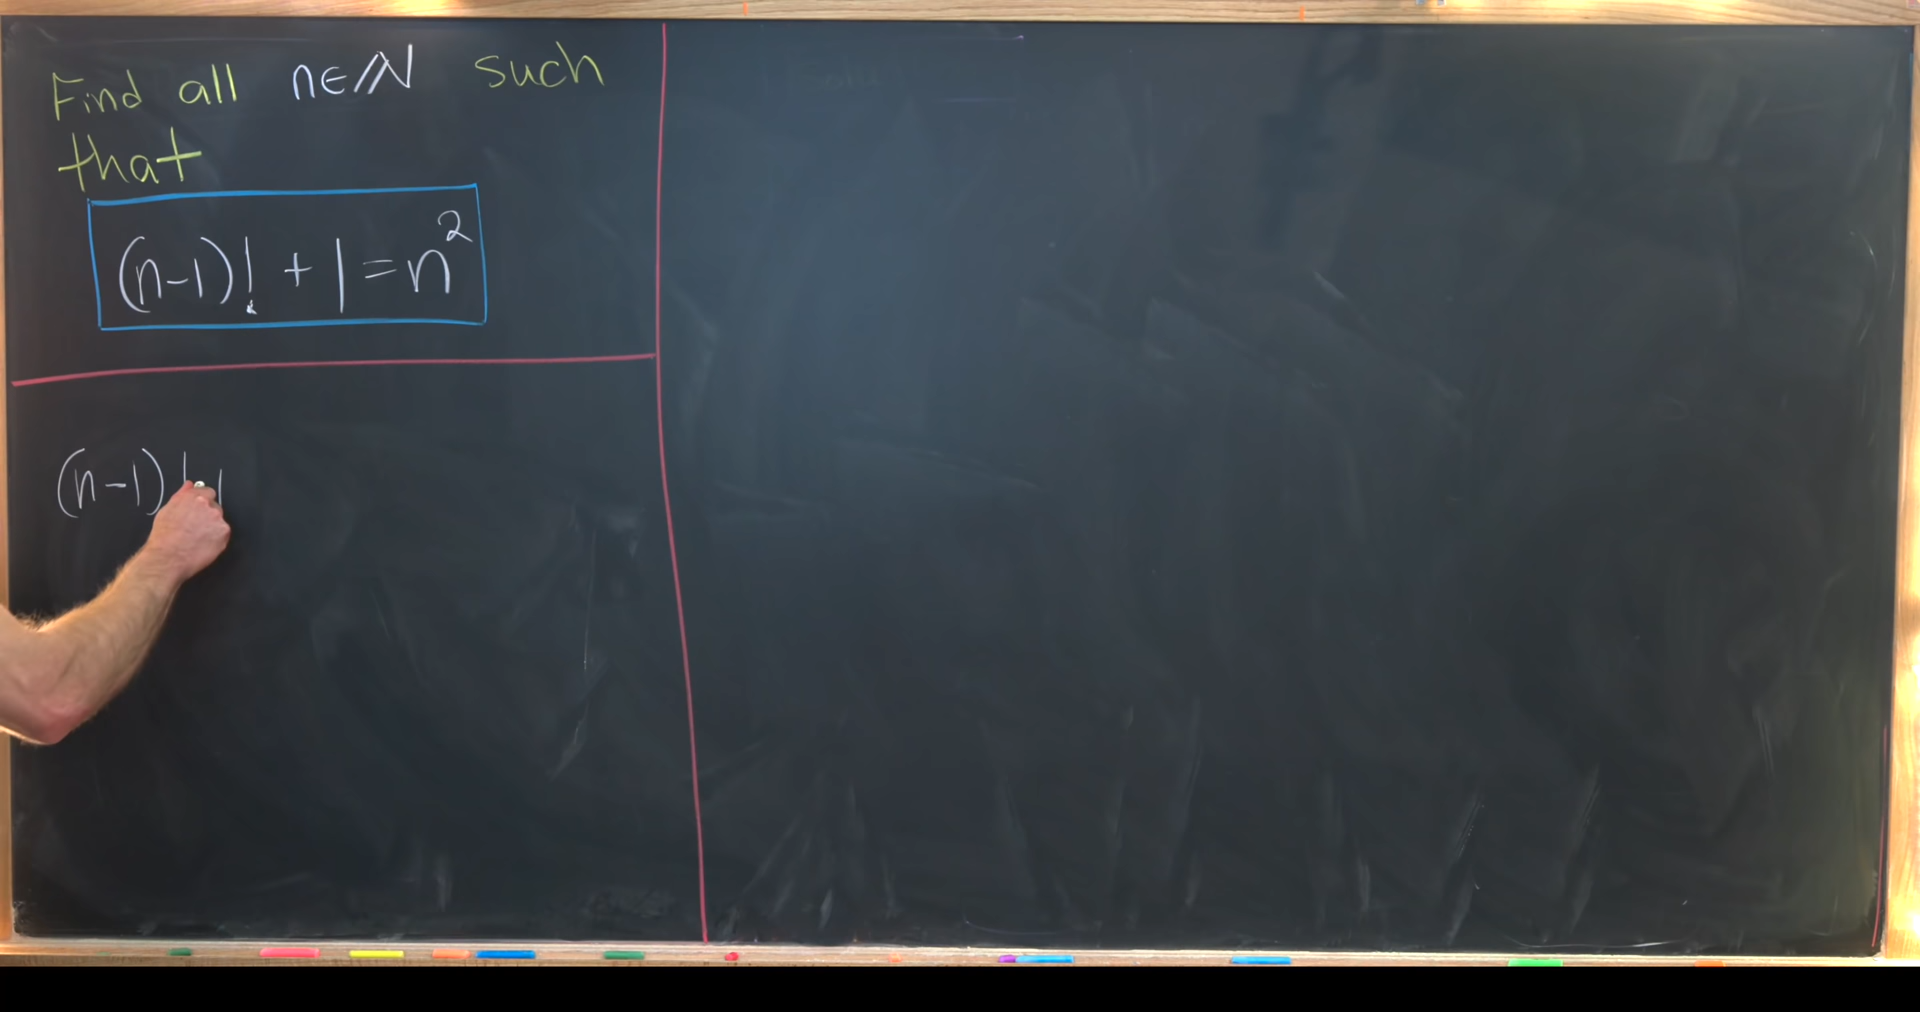 Find all n∈ℕ such
that
(n-1)! + 1 = n²
(n-1)!